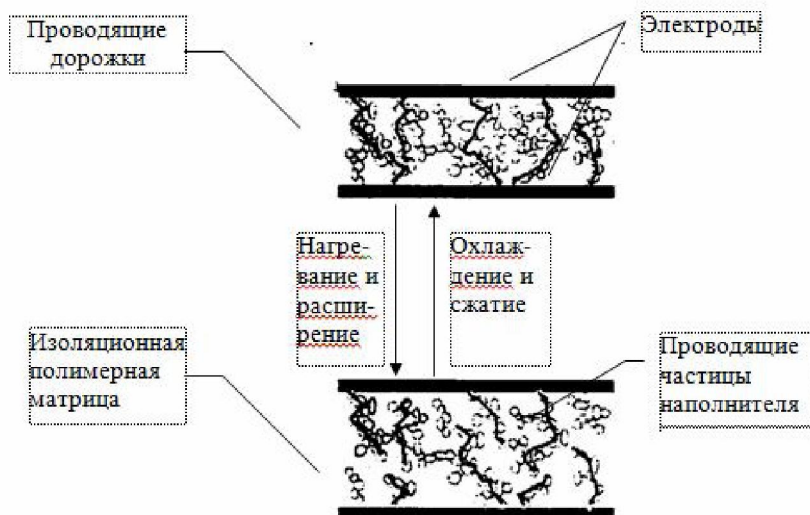 Проводящие
дорожки
Электроды
Нагре-
вание и
расши-
рение
Охлаж-
дение и
сжатие
Изоляционная
полимерная
матрица
Проводящие
частицы
наполнителя